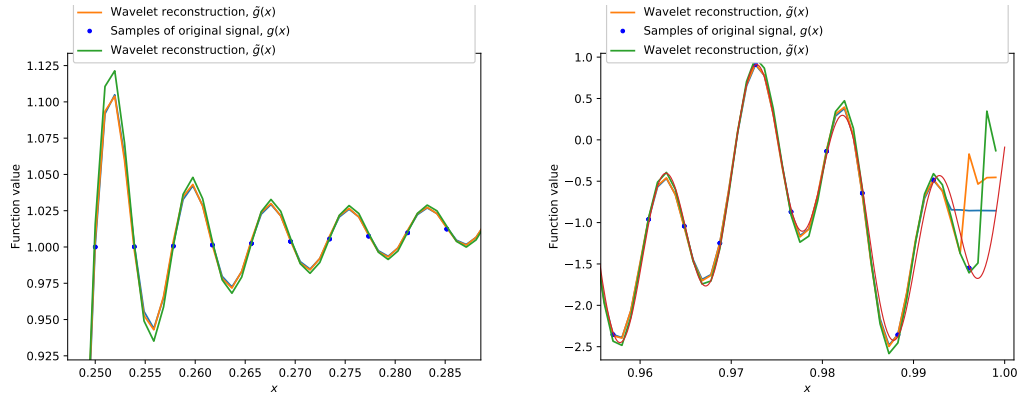 Wavelet reconstruction, g̃(x)
Samples of original signal, g(x)
Wavelet reconstruction, g̃(x)
1.125
1.100
1.075
1.050
1.025
1.000
0.975
0.950
0.925
Function value
0.250 0.255 0.260 0.265 0.270 0.275 0.280 0.285
x
Wavelet reconstruction, g̃(x)
Samples of original signal, g(x)
Wavelet reconstruction, g̃(x)
1.0
0.5
0.0
−0.5
−1.0
−1.5
−2.0
−2.5
Function value
0.96 0.97 0.98 0.99 1.00
x